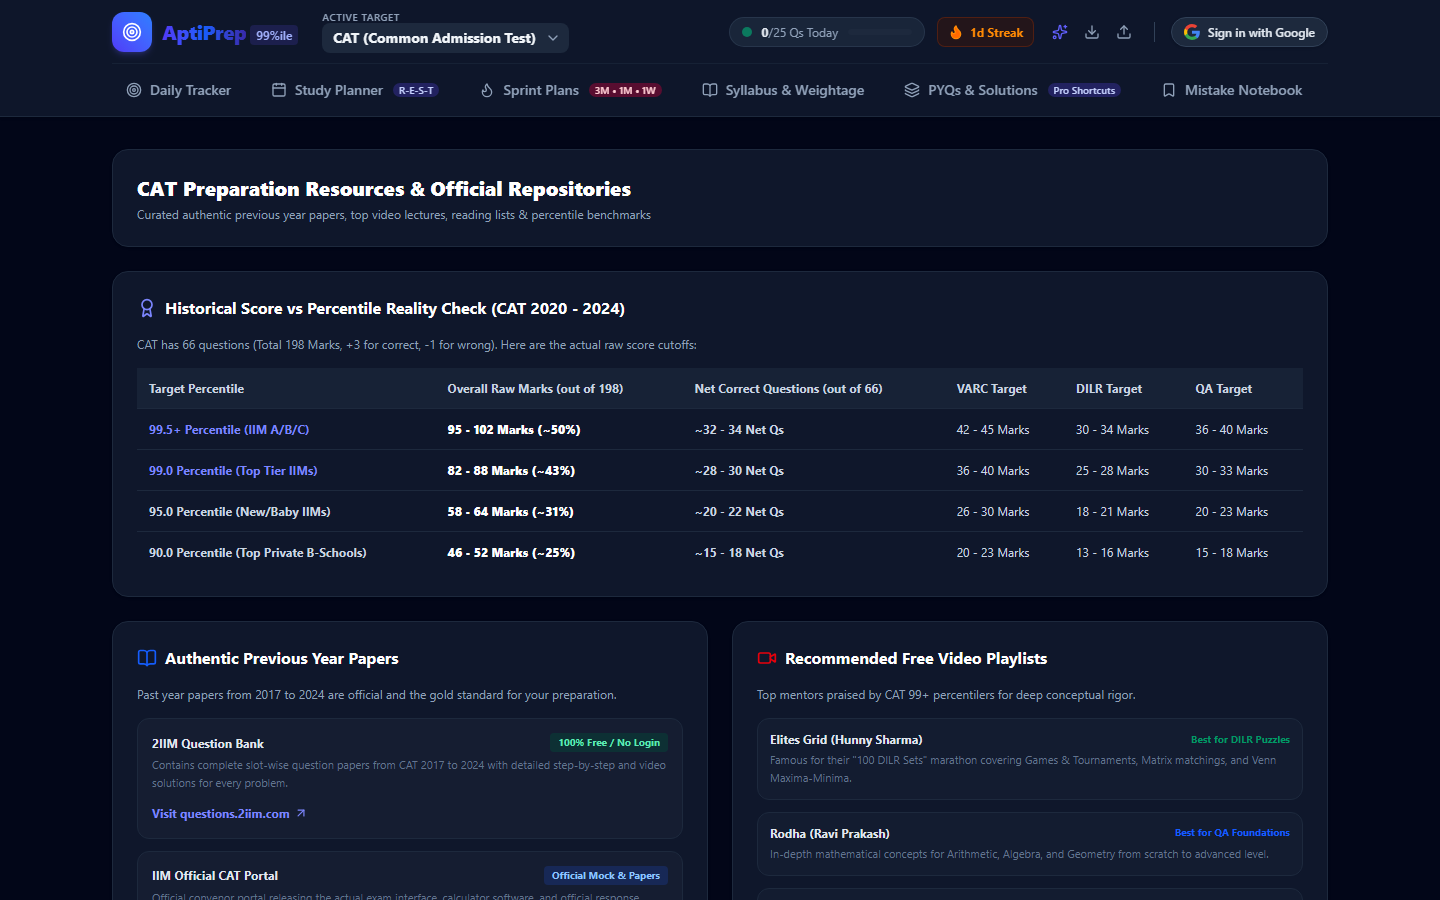 AptiPrep 99%ile
ACTIVE TARGET
CAT (Common Admission Test)
0/25 Qs Today
1d Streak
Sign in with Google
Daily Tracker
Study Planner R-E-S-T
Sprint Plans 3M • 1M • 1W
Syllabus & Weightage
PYQs & Solutions Pro Shortcuts
Mistake Notebook
CAT Preparation Resources & Official Repositories
Curated authentic previous year papers, top video lectures, reading lists & percentile benchmarks
Historical Score vs Percentile Reality Check (CAT 2020 - 2024)
CAT has 66 questions (Total 198 Marks, +3 for correct, -1 for wrong). Here are the actual raw score cutoffs:
Target Percentile Overall Raw Marks (out of 198) Net Correct Questions (out of 66) VARC Target DILR Target QA Target
99.5+ Percentile (IIM A/B/C) 95 - 102 Marks (~50%) ~32 - 34 Net Qs 42 - 45 Marks 30 - 34 Marks 36 - 40 Marks
99.0 Percentile (Top Tier IIMs) 82 - 88 Marks (~43%) ~28 - 30 Net Qs 36 - 40 Marks 25 - 28 Marks 30 - 33 Marks
95.0 Percentile (New/Baby IIMs) 58 - 64 Marks (~31%) ~20 - 22 Net Qs 26 - 30 Marks 18 - 21 Marks 20 - 23 Marks
90.0 Percentile (Top Private B-Schools) 46 - 52 Marks (~25%) ~15 - 18 Net Qs 20 - 23 Marks 13 - 16 Marks 15 - 18 Marks
Authentic Previous Year Papers
Past year papers from 2017 to 2024 are official and the gold standard for your preparation.
2IIM Question Bank 100% Free / No Login
Contains complete slot-wise question papers from CAT 2017 to 2024 with detailed step-by-step and video
solutions for every problem.
Visit questions.2iim.com
IIM Official CAT Portal Official Mock & Papers
Official convenor portal releasing the actual exam interface, calculator software, and official response
Recommended Free Video Playlists
Top mentors praised by CAT 99+ percentilers for deep conceptual rigor.
Elites Grid (Hunny Sharma) Best for DILR Puzzles
Famous for their "100 DILR Sets" marathon covering Games & Tournaments, Matrix matchings, and Venn
Maxima-Minima.
Rodha (Ravi Prakash) Best for QA Foundations
In-depth mathematical concepts for Arithmetic, Algebra, and Geometry from scratch to advanced level.